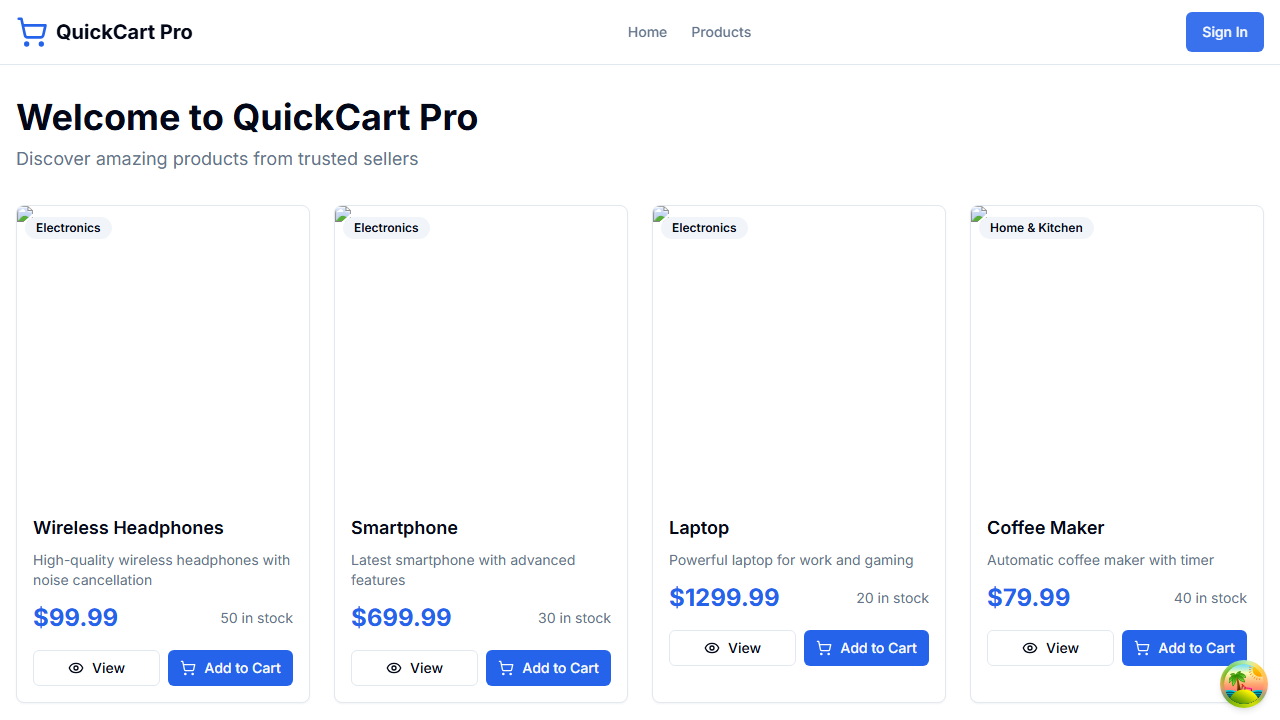 QuickCart Pro
Home
Products
Sign In
Welcome to QuickCart Pro
Discover amazing products from trusted sellers
Electronics
Wireless Headphones
High-quality wireless headphones with
noise cancellation
$99.99
50 in stock
View
Add to Cart
Electronics
Smartphone
Latest smartphone with advanced
features
$699.99
30 in stock
View
Add to Cart
Electronics
Laptop
Powerful laptop for work and gaming
$1299.99
20 in stock
View
Add to Cart
Home & Kitchen
Coffee Maker
Automatic coffee maker with timer
$79.99
40 in stock
View
Add to Cart